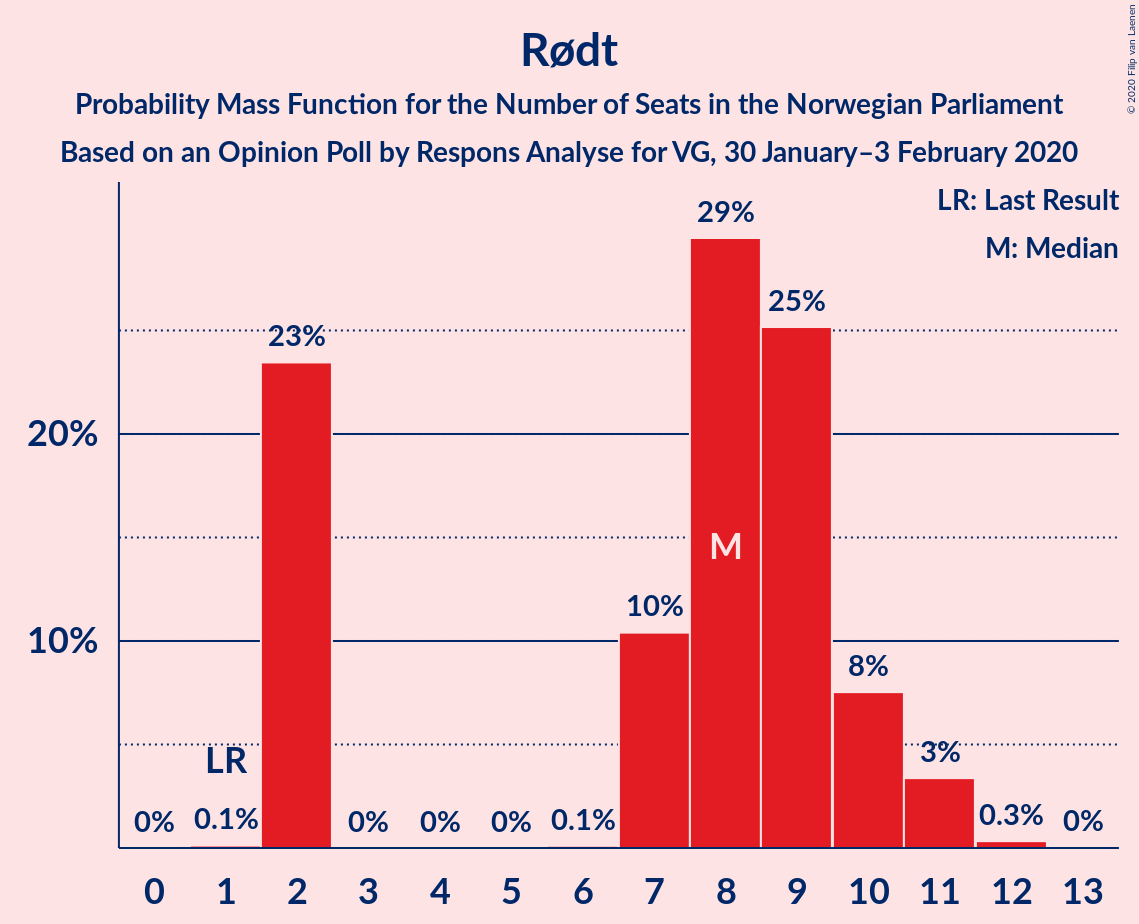 Rødt
Probability Mass Function for the Number of Seats in the Norwegian Parliament
Based on an Opinion Poll by Respons Analyse for VG, 30 January–3 February 2020
© 2020 Filip van Laenen
LR: Last Result
M: Median
29%
25%
23%
20%
M
10%
10%
8%
LR
3%
0% 0.1% 0% 0% 0% 0.1% 0.3% 0%
0 1 2 3 4 5 6 7 8 9 10 11 12 13